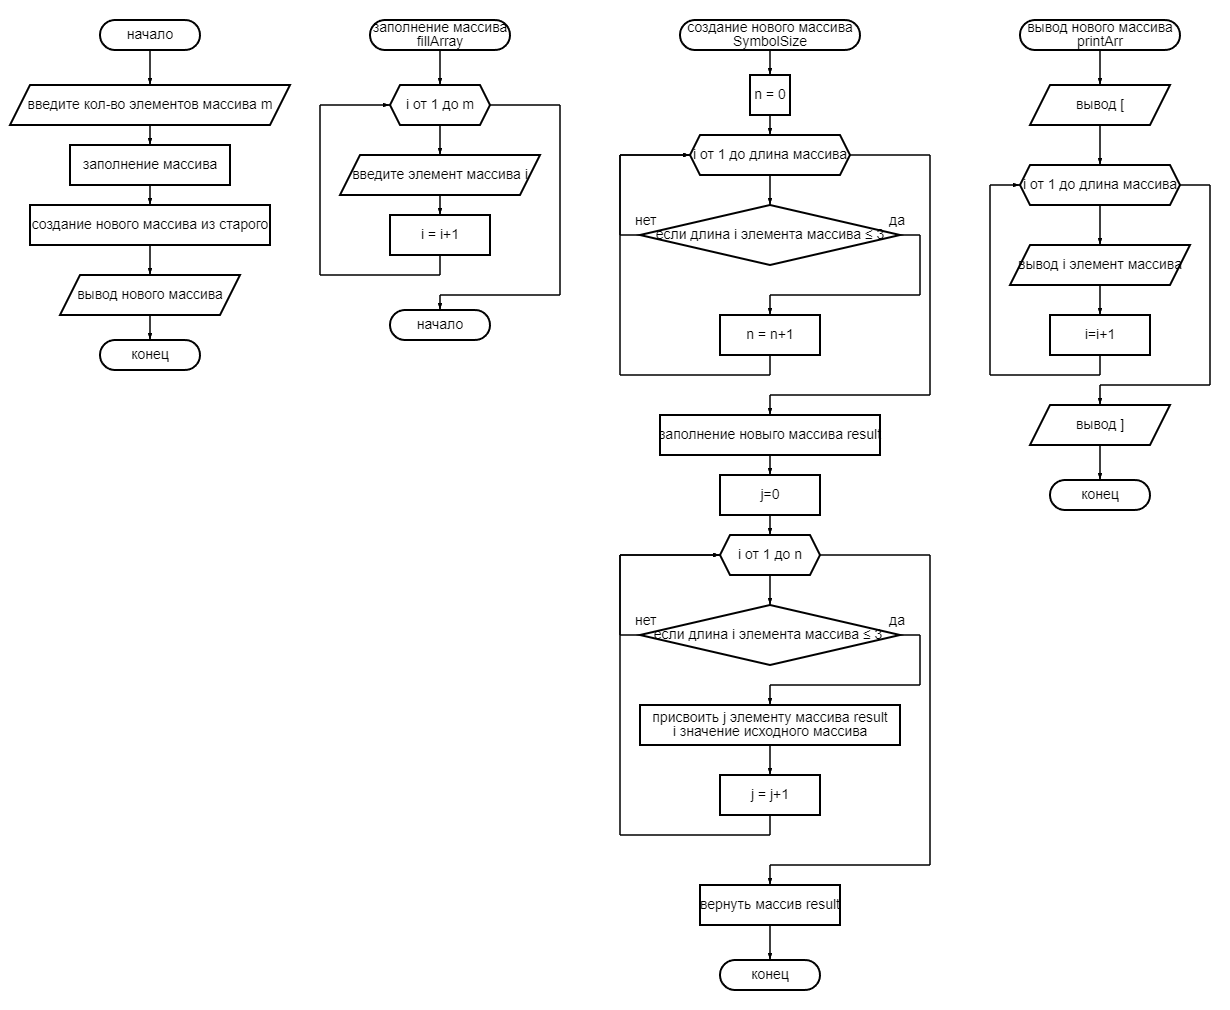 начало
введите кол-во элементов массива m
заполнение массива
создание нового массива из старого
вывод нового массива
конец
заполнение массива
fillArray
i от 1 до m
введите элемент массива i
i = i+1
начало
создание нового массива
SymbolSize
n = 0
i от 1 до длина массива
нет
да
если длина i элемента массива ≤ 3
n = n+1
заполнение новыго массива result
j=0
i от 1 до n
нет
да
если длина i элемента массива ≤ 3
присвоить j элементу массива result
i значение исходного массива
j = j+1
вернуть массив result
конец
вывод нового массива
printArr
вывод [
i от 1 до длина массива
вывод i элемент массива
i=i+1
вывод ]
конец